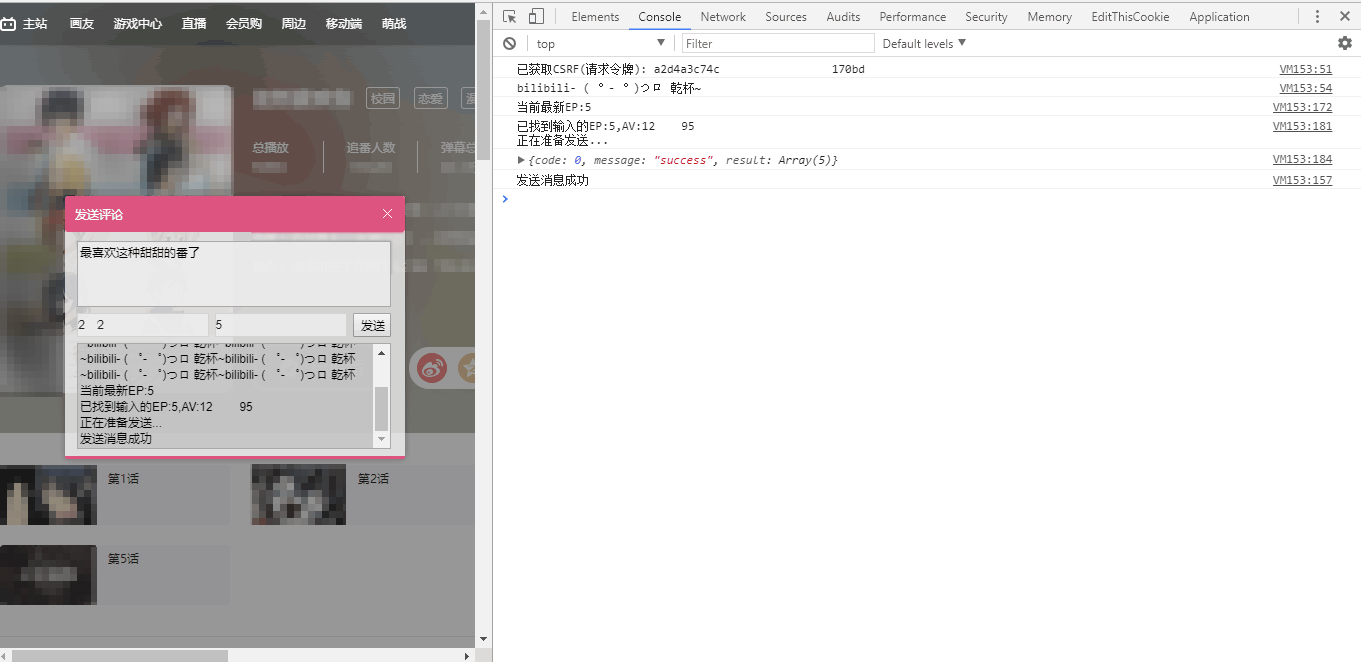 主站 画友 游戏中心 直播 会员购 周边 移动端 萌战
校园 恋爱
总播放 追番人数 弹幕总
发送评论
最喜欢这种甜甜的番了
2 2 5 发送
~bilibili- ( ゜- ゜)つロ 乾杯~bilibili- ( ゜- ゜)つロ 乾杯
~bilibili- ( ゜- ゜)つロ 乾杯~bilibili- ( ゜- ゜)つロ 乾杯
当前最新EP:5
已找到输入的EP:5,AV:12 95
正在准备发送...
发送消息成功
第1话 第2话
第5话
Elements Console Network Sources Audits Performance Security Memory EditThisCookie Application
top Filter Default levels
已获取CSRF(请求令牌): a2d4a3c74c 170bd VM153:51
bilibili- ( ゜- ゜)つロ 乾杯~ VM153:54
当前最新EP:5 VM153:172
已找到输入的EP:5,AV:12 95 VM153:181
正在准备发送...
{code: 0, message: "success", result: Array(5)} VM153:184
发送消息成功 VM153:157